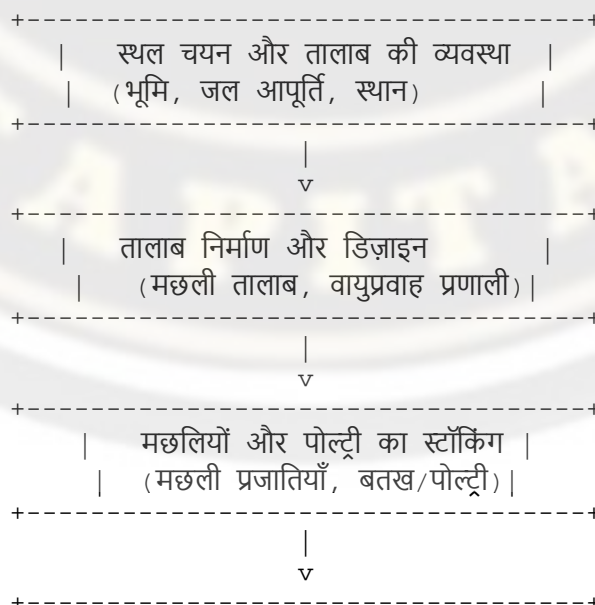 +-----------------------------------+
| स्थल चयन और तालाब की व्यवस्था |
| (भूमि, जल आपूर्ति, स्थान) |
+-----------------------------------+
|
v
+-----------------------------------+
| तालाब निर्माण और डिज़ाइन |
| (मछली तालाब, वायुप्रवाह प्रणाली)|
+-----------------------------------+
|
v
+-----------------------------------+
| मछलियों और पोल्ट्री का स्टॉकिंग |
| (मछली प्रजातियाँ, बतख/पोल्ट्री)|
+-----------------------------------+
|
v
+-----------------------------------+